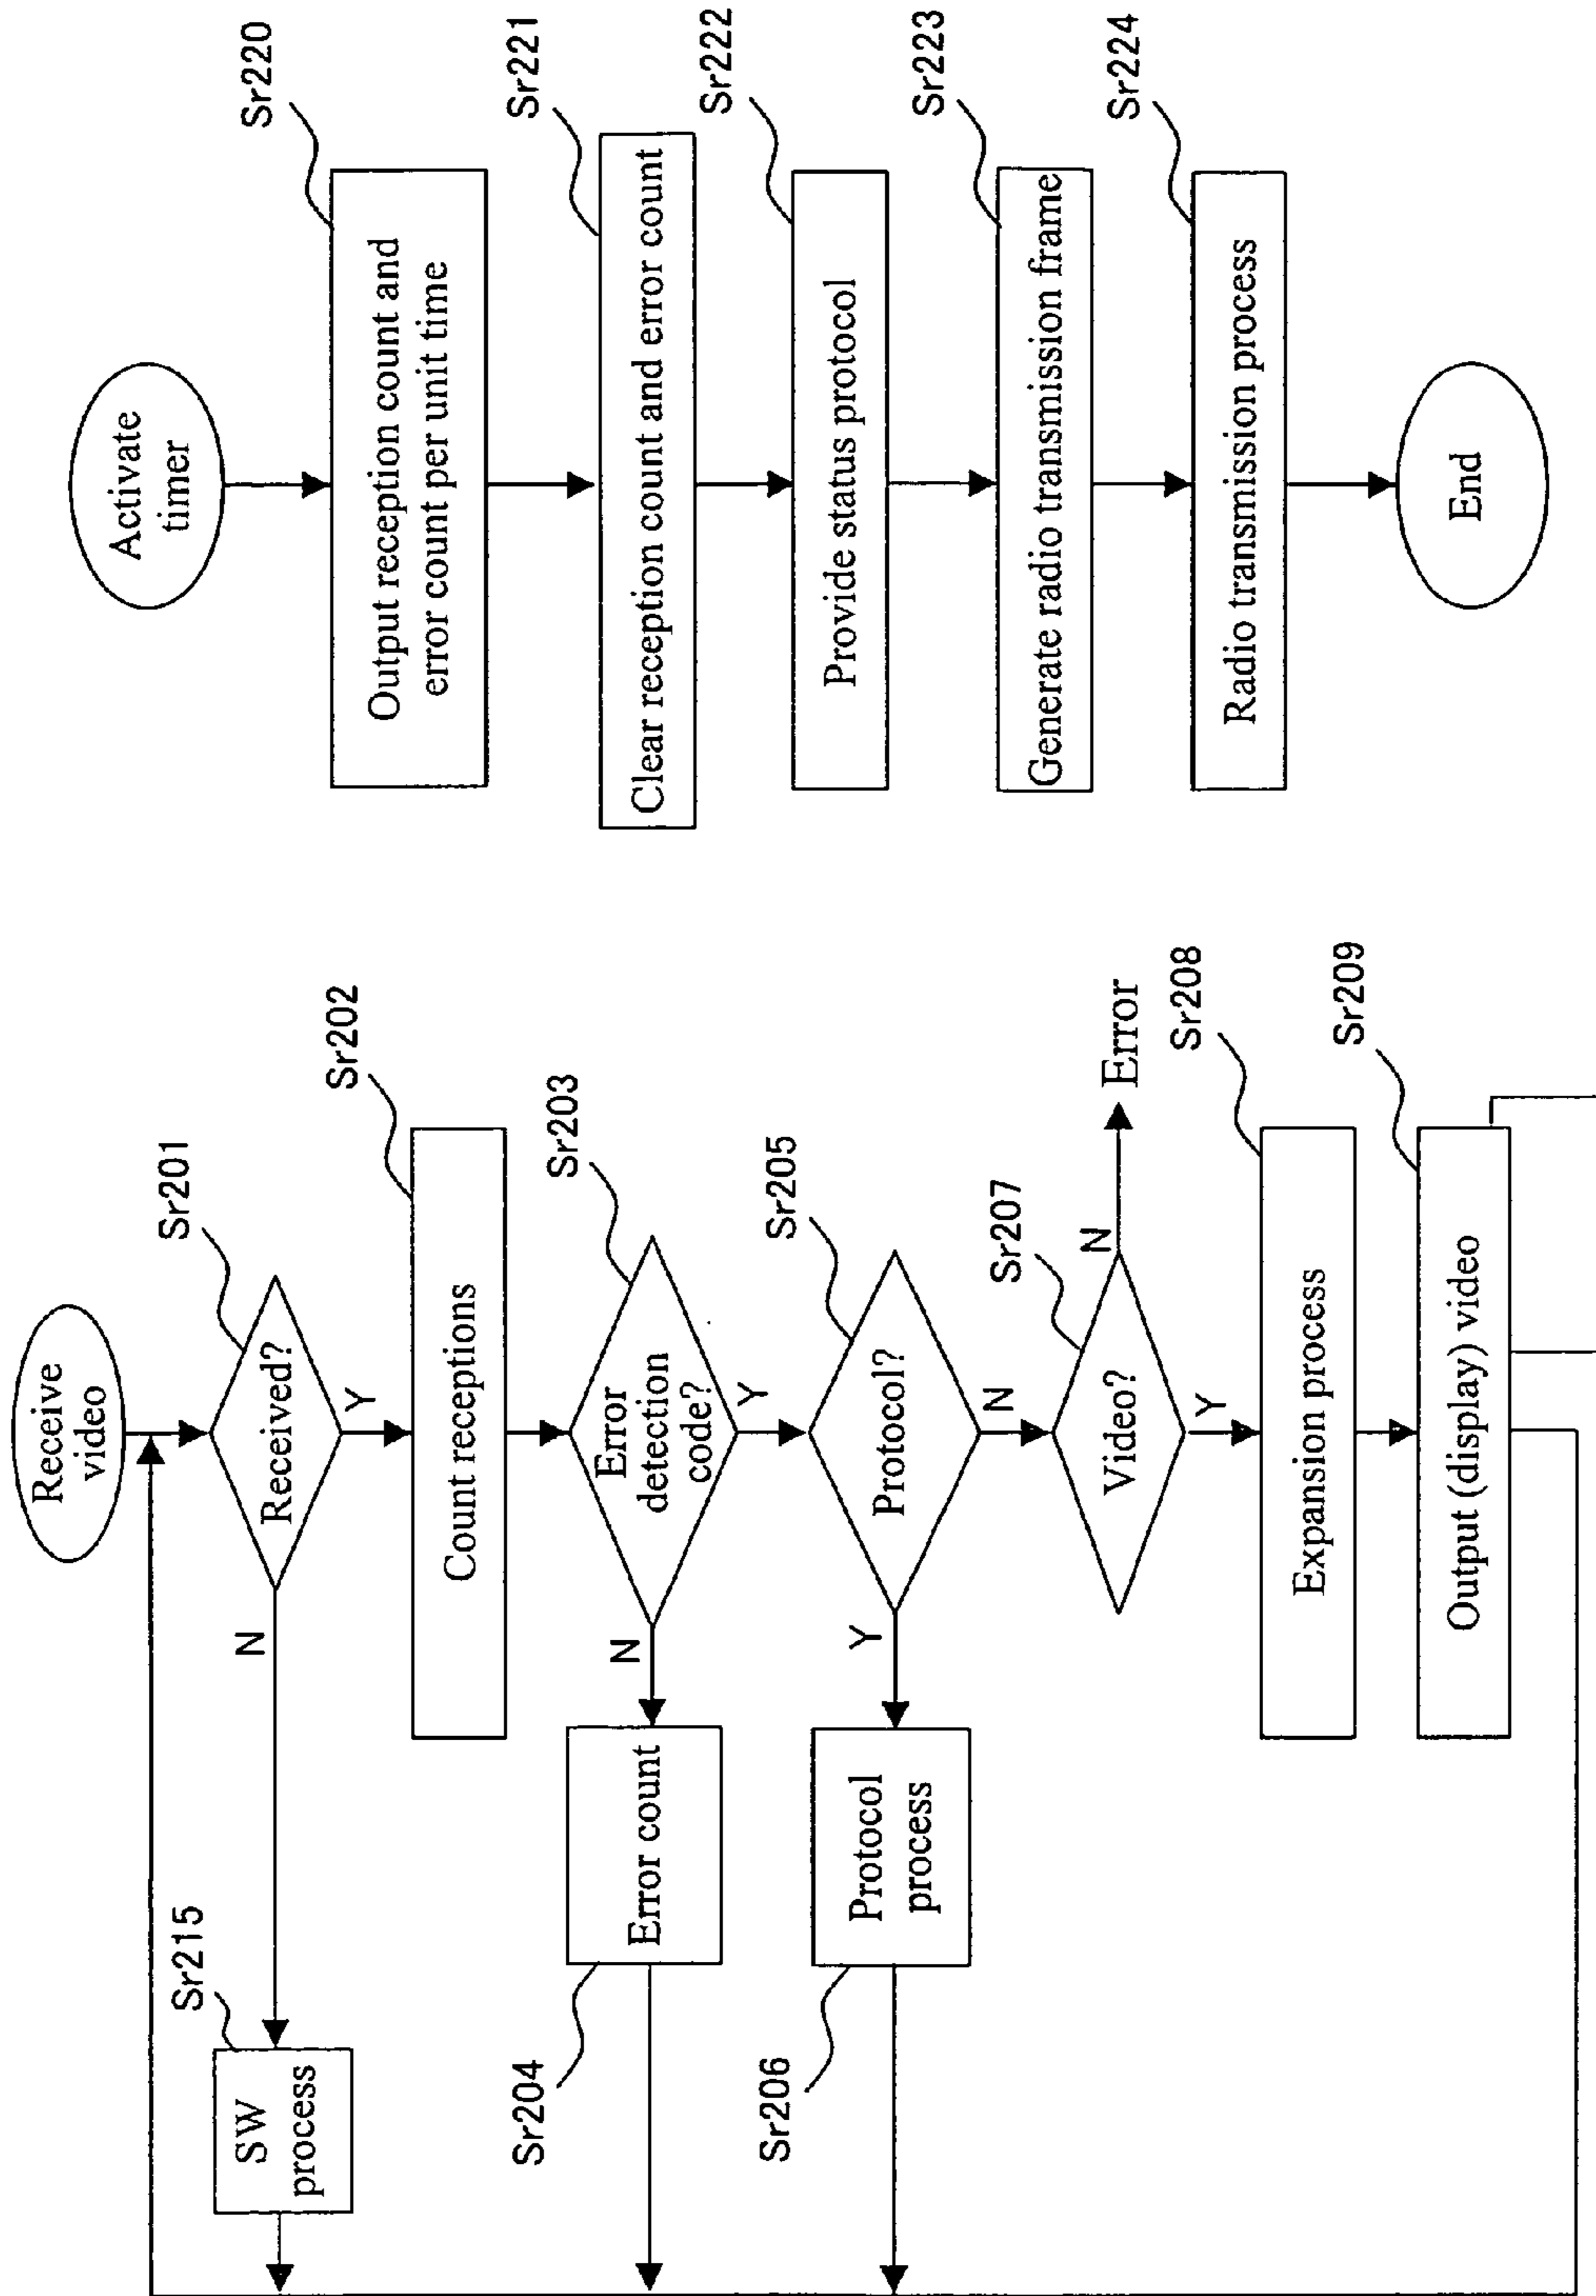 Receive
video
Sr201
Received?
N
Y
Sr215
SW
process
Sr202
Count receptions
Sr203
Error
detection
code?
N
Y
Error count
Sr204
Sr205
Protocol?
Y
N
Protocol
process
Sr206
Sr207
Video?
N
Error
Y
Sr208
Expansion process
Sr209
Output (display) video
Activate
timer
Sr220
Output reception count and
error count per unit time
Sr221
Clear reception count and error count
Sr222
Provide status protocol
Sr223
Generate radio transmission frame
Sr224
Radio transmission process
End